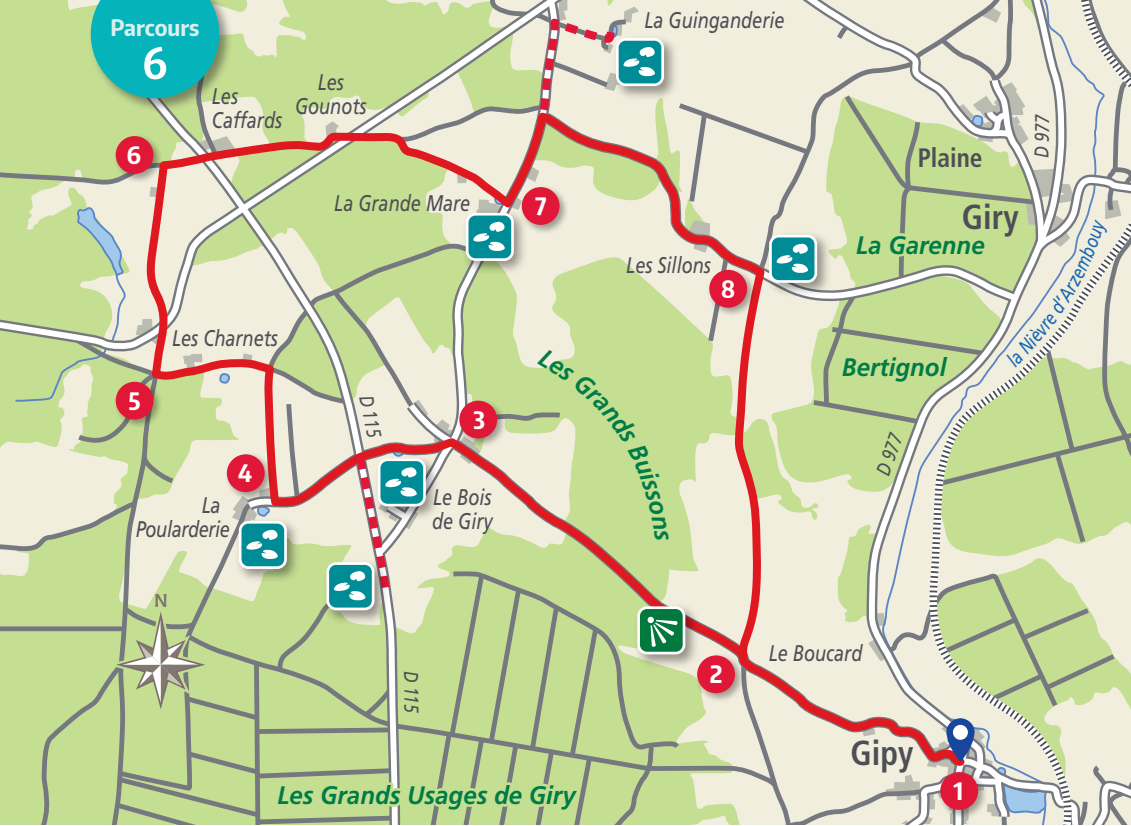 Parcours
6
La Guinganderie
Les
Gounots
Les
Caffards
D 977
6
Plaine
La Grande Mare
7
Giry
La Garenne
la Nièvre d'Arzembouy
Les Sillons
8
Les Charnets
Les Grands Buissons
Bertignol
5
D 115
3
D 977
4
La
Poularderie
Le Bois
de Giry
N
Le Boucard
2
D 115
Gipy
1
Les Grands Usages de Giry